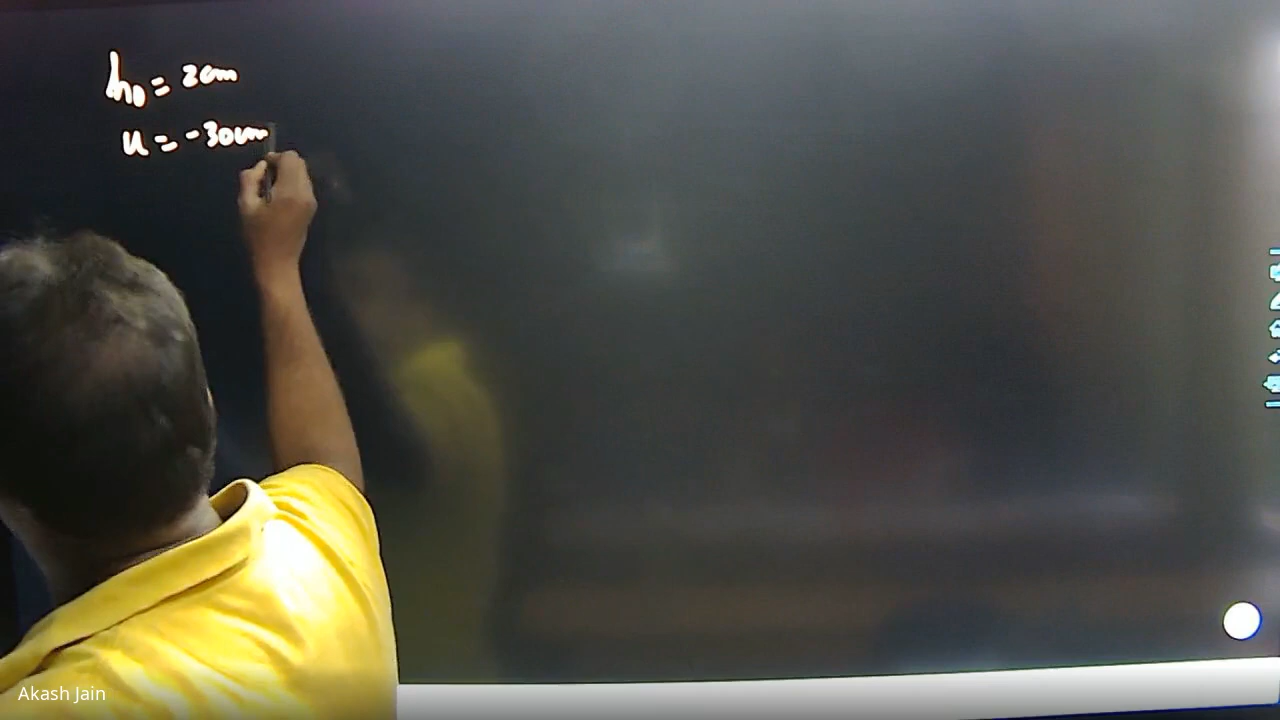 h₀ = 2cm
u = -30cm
Akash Jain